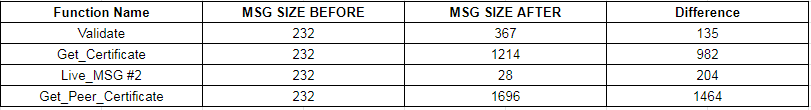 Function Name MSG SIZE BEFORE MSG SIZE AFTER Difference
Validate 232 367 135
Get_Certificate 232 1214 982
Live_MSG #2 232 28 204
Get_Peer_Certificate 232 1696 1464